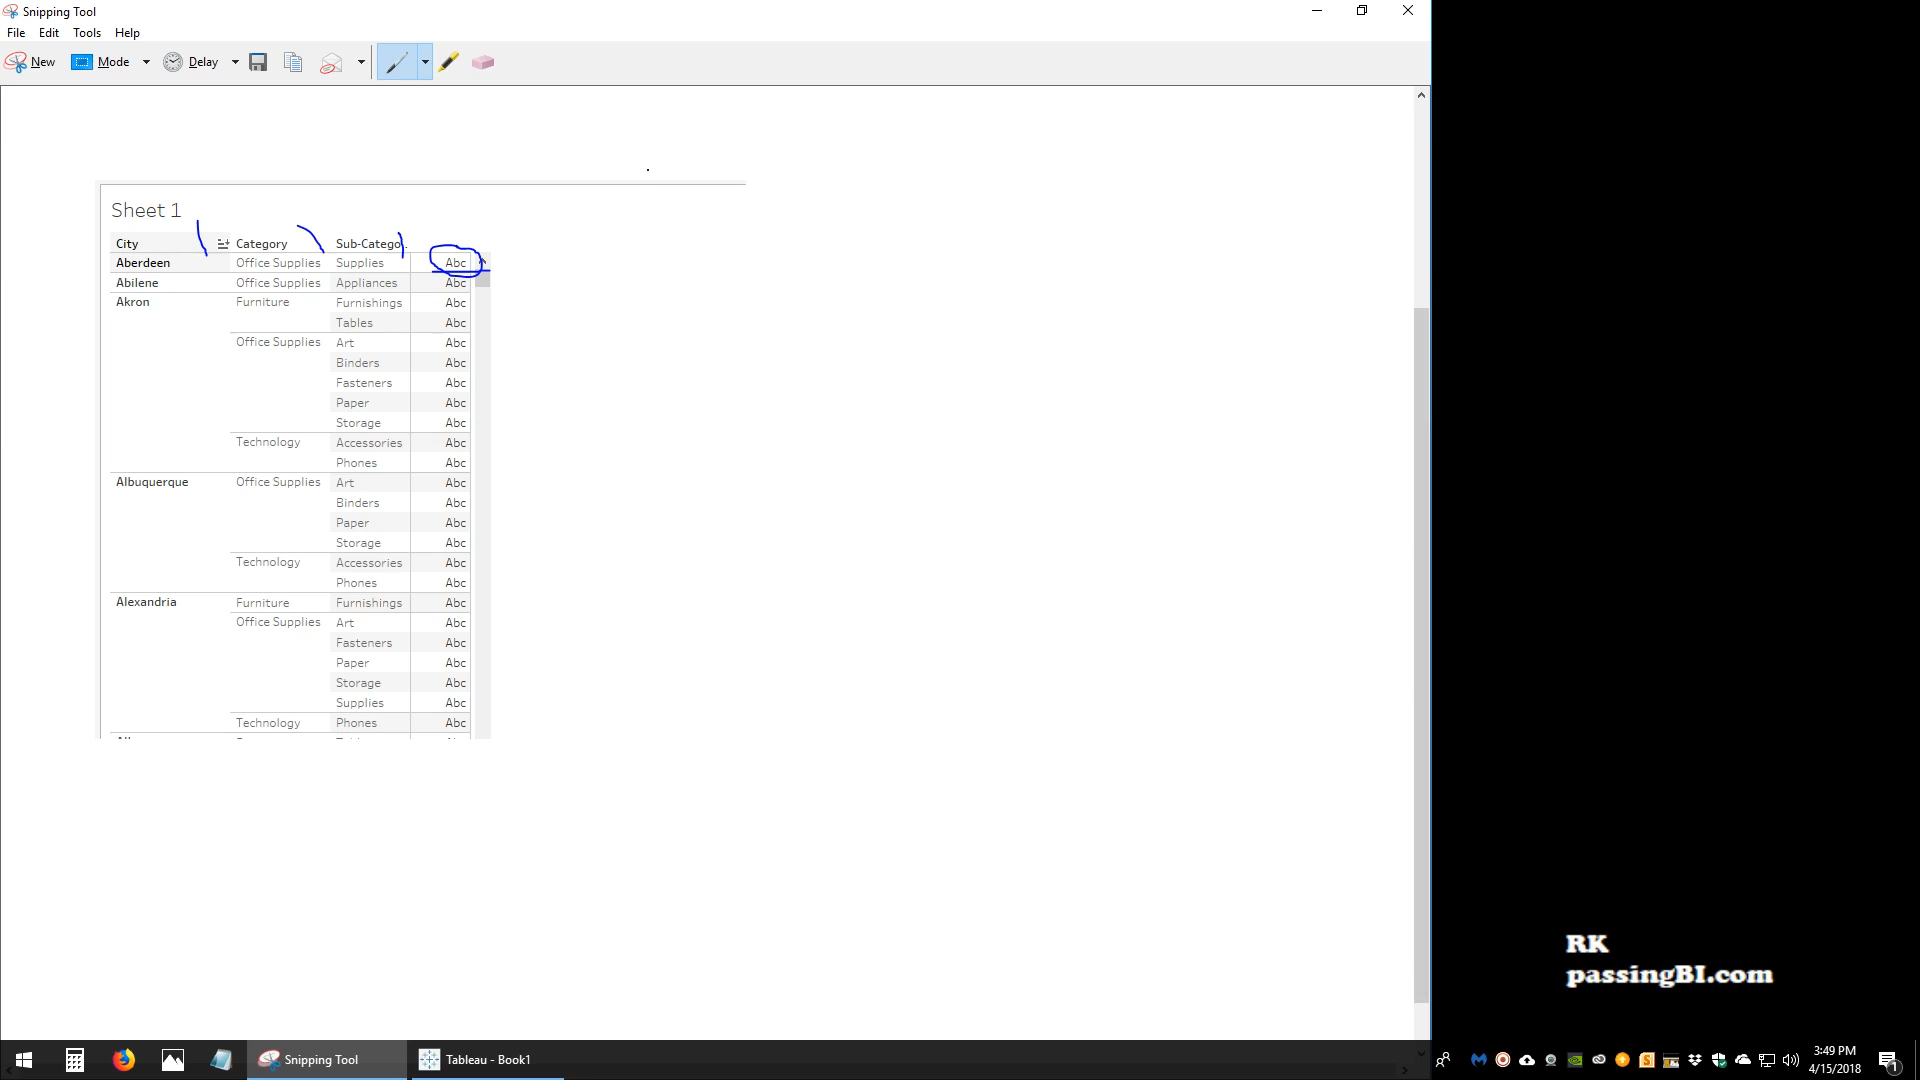 Snipping Tool
File Edit Tools Help
New Mode Delay
Sheet 1
City Category Sub-Catego..
Aberdeen Office Supplies Supplies Abc
Abilene Office Supplies Appliances Abc
Akron Furniture Furnishings Abc
Tables Abc
Office Supplies Art Abc
Binders Abc
Fasteners Abc
Paper Abc
Storage Abc
Technology Accessories Abc
Phones Abc
Albuquerque Office Supplies Art Abc
Binders Abc
Paper Abc
Storage Abc
Technology Accessories Abc
Phones Abc
Alexandria Furniture Furnishings Abc
Office Supplies Art Abc
Fasteners Abc
Paper Abc
Storage Abc
Supplies Abc
Technology Phones Abc
RK
passingBI.com
Snipping Tool Tableau - Book1
3:49 PM
4/15/2018
1